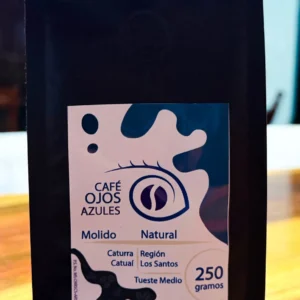 CAFÉ
OJOS
AZULES
Molido Natural
Caturra
Catual
Región
Los Santos
Tueste Medio
250
gramos